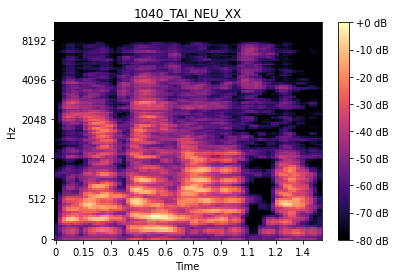 1040_TAI_NEU_XX
8192
4096
2048
1024
512
0
Hz
0 0.15 0.3 0.45 0.6 0.75 0.9 1.1 1.2 1.4
Time
+0 dB
-10 dB
-20 dB
-30 dB
-40 dB
-50 dB
-60 dB
-70 dB
-80 dB